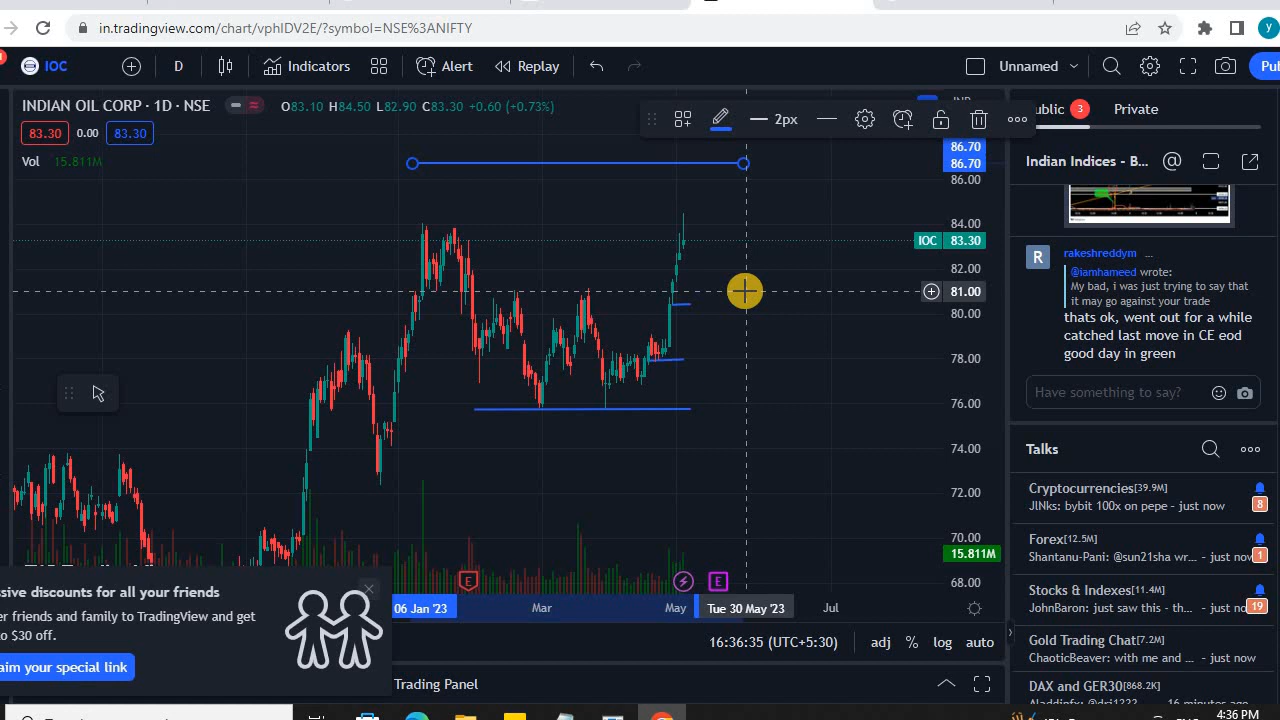 in.tradingview.com/chart/vphIDV2E/?symbol=NSE%3ANIFTY
y
IOC
D
Indicators
Alert
Replay
Unnamed
INDIAN OIL CORP · 1D · NSE
O83.10 H84.50 L82.90 C83.30 +0.60 (+0.73%)
83.30 0.00 83.30
Vol 15.811M
2px
86.70
86.70
86.00
84.00
IOC 83.30
82.00
81.00
80.00
78.00
76.00
74.00
72.00
70.00
15.811M
68.00
E
E
06 Jan '23
Mar
May
Tue 30 May '23
Jul
16:36:35 (UTC+5:30)
adj
%
log
auto
Trading Panel
discounts for all your friends
friends and family to TradingView and get
$30 off.
your special link
3
Private
Indian Indices - B...
R
rakeshreddym ...
@iamhameed wrote:
My bad, i was just trying to say that
it may go against your trade
thats ok, went out for a while
catched last move in CE eod
good day in green
Have something to say?
Talks
Cryptocurrencies[39.9M]
JlNks: bybit 100x on pepe - just now
8
Forex[12.5M]
Shantu-Pani: @sun21sha wr... - just now
1
Stocks & Indexes[11.4M]
JohnBaron: just saw this - th... - just now
19
Gold Trading Chat[7.2M]
ChaoticBeaver: with me and ... - just now
DAX and GER30[868.2K]
16 minutes ago
4:36 PM